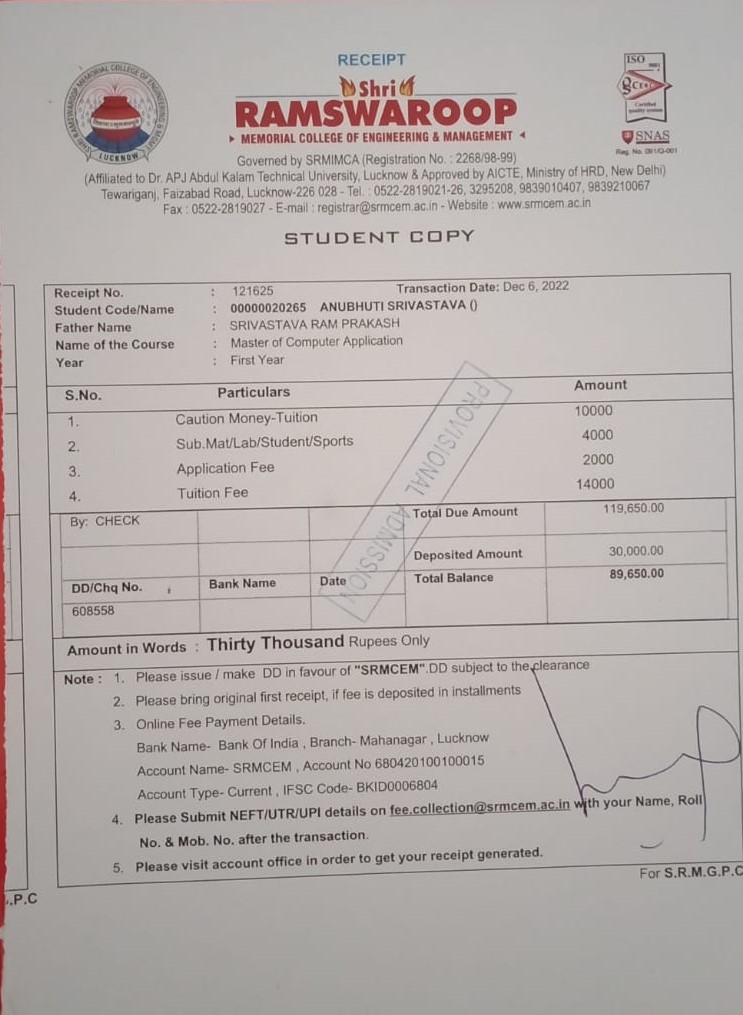 RECEIPT
Shri
RAMSWAROOP
MEMORIAL COLLEGE OF ENGINEERING & MANAGEMENT
LUCKNOW
ISO 9001
Certified
quality system
SNAS
Governed by SRMIMCA (Registration No. : 2268/98-99)
(Affiliated to Dr. APJ Abdul Kalam Technical University, Lucknow & Approved by AICTE, Ministry of HRD, New Delhi)
Tewariganj, Faizabad Road, Lucknow-226 028 - Tel. : 0522-2819021-26, 3295208, 9839010407, 9839210067
Fax : 0522-2819027 - E-mail : registrar@srmcem.ac.in - Website : www.srmcem.ac.in
STUDENT COPY
Receipt No. : 121625 Transaction Date: Dec 6, 2022
Student Code/Name : 00000020265 ANUBHUTI SRIVASTAVA ()
Father Name : SRIVASTAVA RAM PRAKASH
Name of the Course : Master of Computer Application
Year : First Year
S.No. Particulars Amount
1. Caution Money-Tuition 10000
2. Sub.Mat/Lab/Student/Sports 4000
3. Application Fee 2000
4. Tuition Fee 14000
PROVISIONAL ADMISSION
By: CHECK Total Due Amount 119,650.00
Deposited Amount 30,000.00
DD/Chq No. Bank Name Date Total Balance 89,650.00
608558
Amount in Words : Thirty Thousand Rupees Only
Note : 1. Please issue / make DD in favour of "SRMCEM".DD subject to the clearance
2. Please bring original first receipt, if fee is deposited in installments
3. Online Fee Payment Details.
Bank Name- Bank Of India , Branch- Mahanagar , Lucknow
Account Name- SRMCEM , Account No 680420100100015
Account Type- Current , IFSC Code- BKID0006804
4. Please Submit NEFT/UTR/UPI details on fee.collection@srmcem.ac.in with your Name, Roll
No. & Mob. No. after the transaction.
5. Please visit account office in order to get your receipt generated.
For S.R.M.G.P.C
.P.C